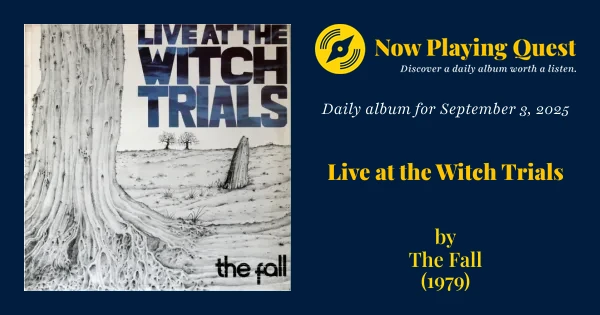 LIVE AT THE
WITCH
TRIALS
the fall
Now Playing Quest
Discover a daily album worth a listen.
Daily album for September 3, 2025
Live at the Witch Trials
by
The Fall
(1979)